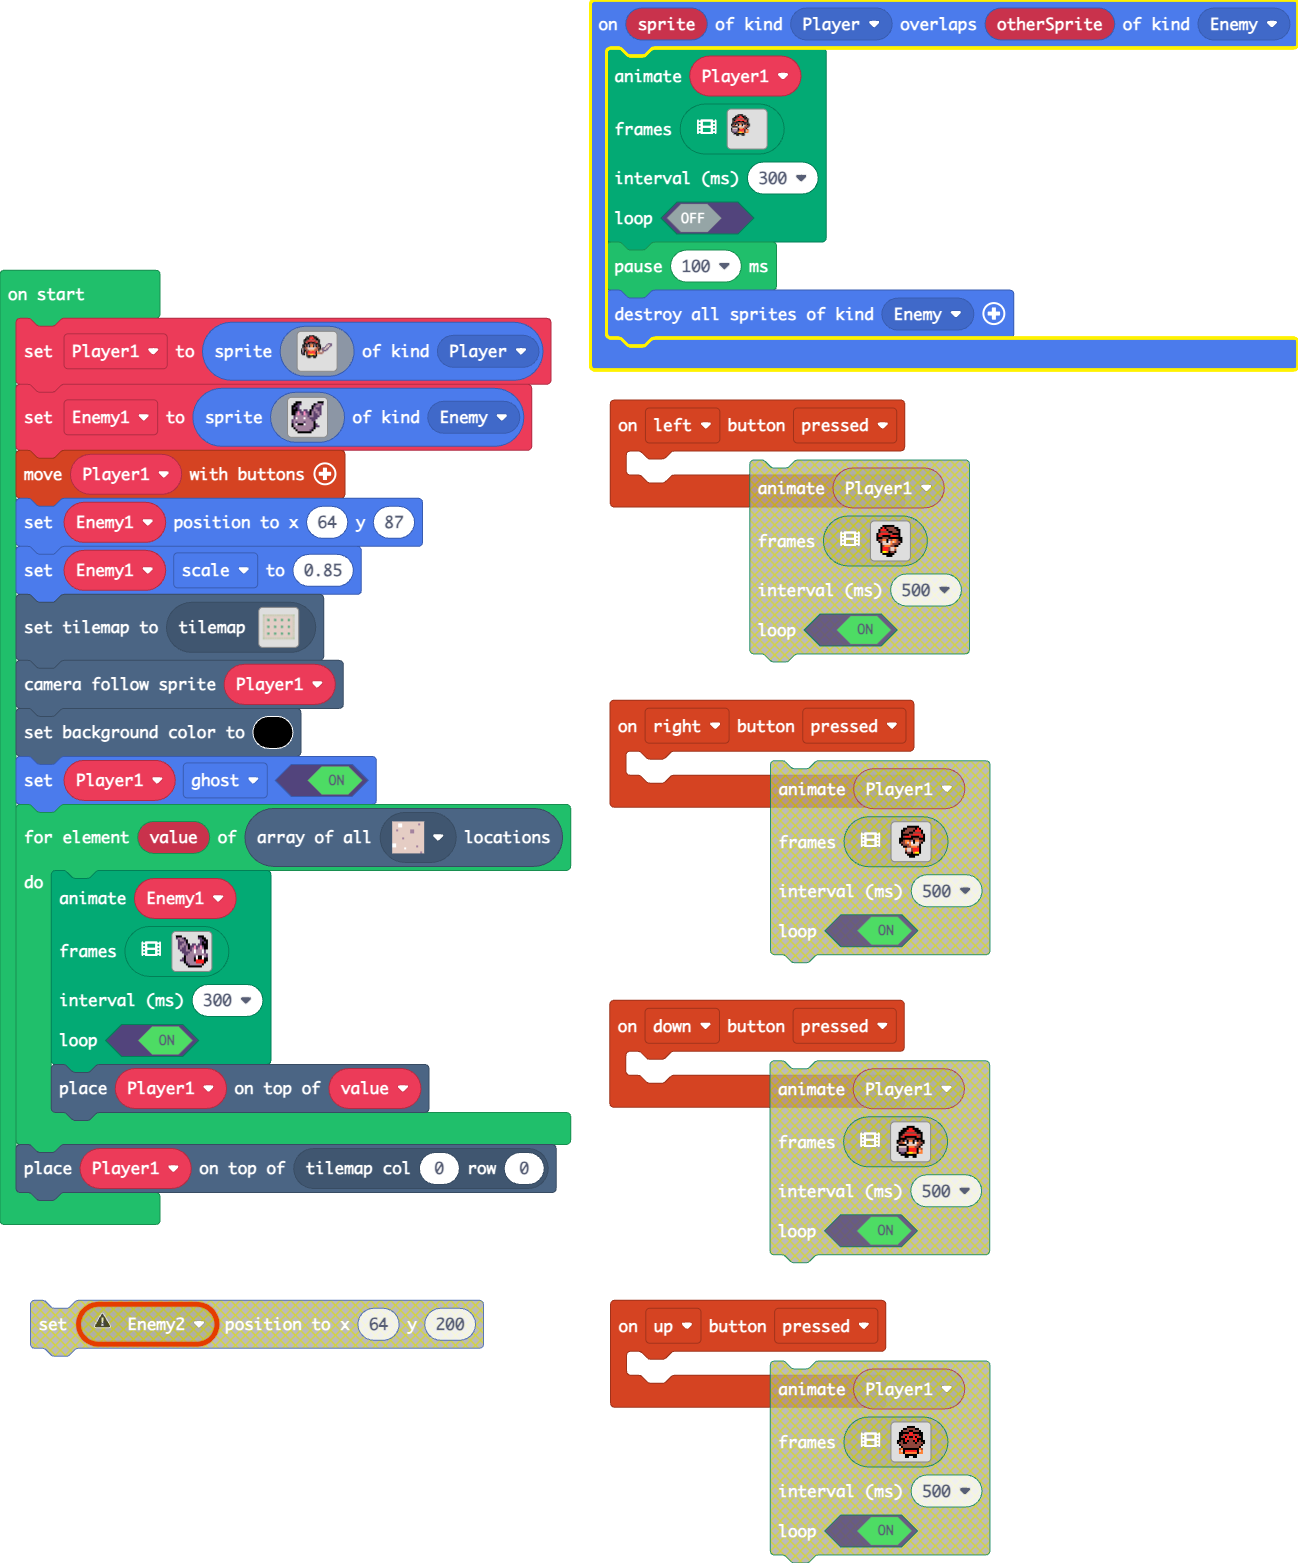 on start
set Player1 to sprite of kind Player
set Enemy1 to sprite of kind Enemy
move Player1 with buttons
set Enemy1 position to x 64 y 87
set Enemy1 scale to 0.85
set tilemap to tilemap
camera follow sprite Player1
set background color to
set Player1 ghost ON
for element value of array of all locations
do
animate Enemy1
frames
interval (ms) 300
loop ON
place Player1 on top of value
place Player1 on top of tilemap col 0 row 0
set Enemy2 position to x 64 y 200
on sprite of kind Player overlaps otherSprite of kind Enemy
animate Player1
frames
interval (ms) 300
loop OFF
pause 100 ms
destroy all sprites of kind Enemy
on left button pressed
animate Player1
frames
interval (ms) 500
loop ON
on right button pressed
animate Player1
frames
interval (ms) 500
loop ON
on down button pressed
animate Player1
frames
interval (ms) 500
loop ON
on up button pressed
animate Player1
frames
interval (ms) 500
loop ON